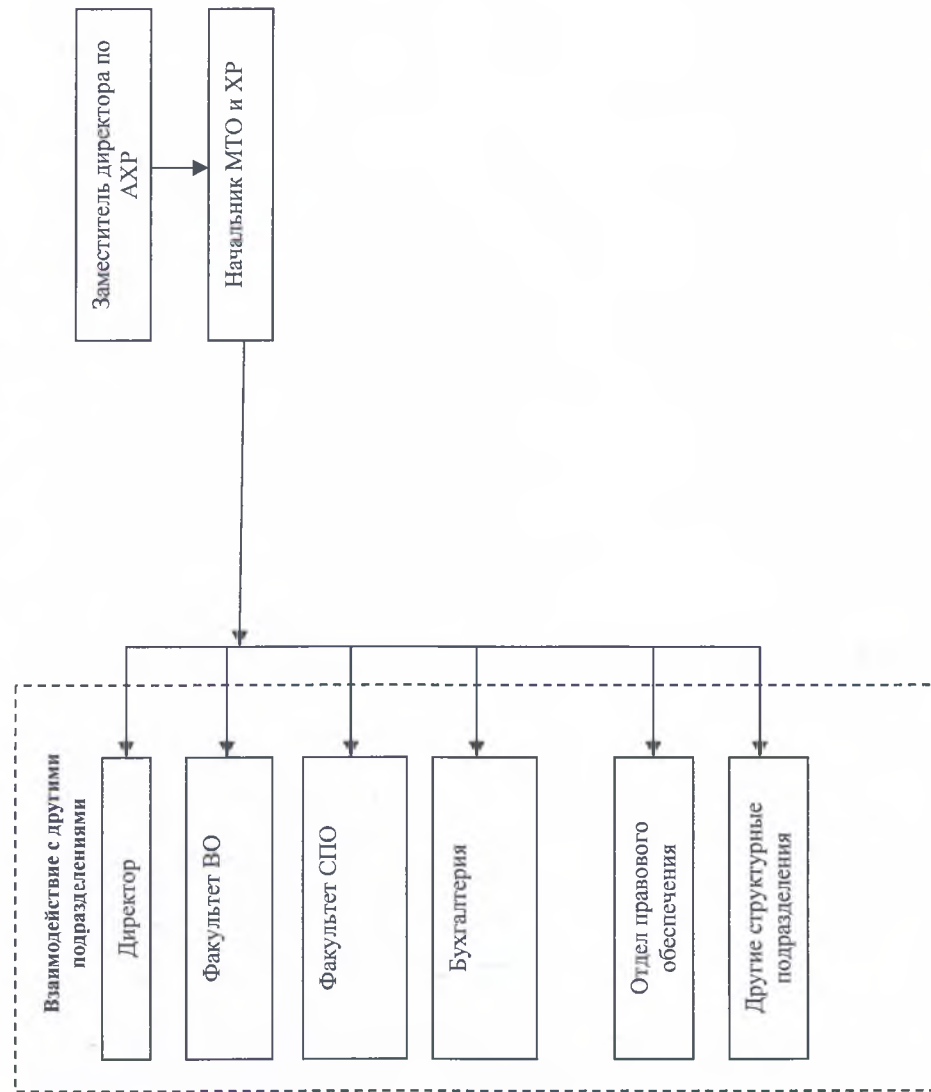 Заместитель директора по
АХР
Начальник МТО и ХР
Взаимодействие с другими
подразделениями
Директор
Факультет ВО
Факультет СПО
Бухгалтерия
Отдел правового
обеспечения
Другие структурные
подразделения